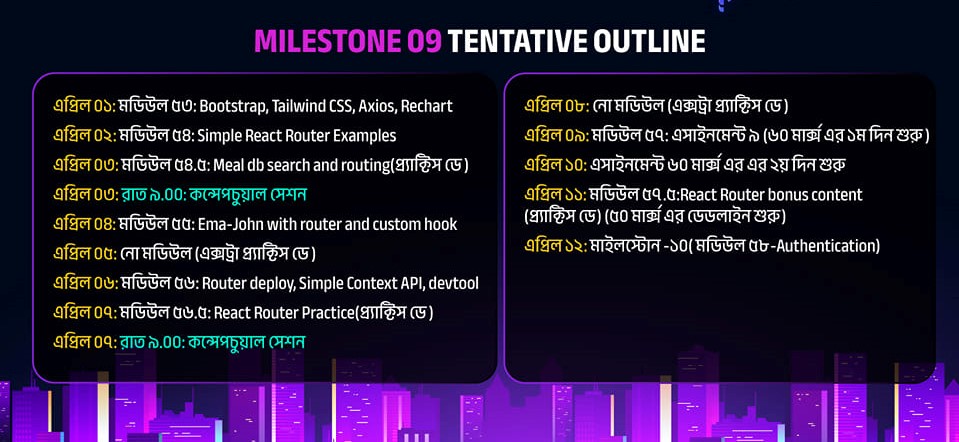 MILESTONE 09 TENTATIVE OUTLINE
এপ্রিল ০১: মডিউল ৫৩: Bootstrap, Tailwind CSS, Axios, Rechart
এপ্রিল ০২: মডিউল ৫৪: Simple React Router Examples
এপ্রিল ০৩: মডিউল ৫৪.৫: Meal db search and routing(প্র্যাক্টিস ডে)
এপ্রিল ০৩: রাত ৯.00: কন্সেপচুয়াল সেশন
এপ্রিল ০৪: মডিউল ৫৫: Ema-John with router and custom hook
এপ্রিল ০৫: নো মডিউল (এক্সট্রা প্র্যাক্টিস ডে)
এপ্রিল ০৬: মডিউল ৫৬: Router deploy, Simple Context API, devtool
এপ্রিল ০৭: মডিউল ৫৬.৫: React Router Practice(প্র্যাক্টিস ডে)
এপ্রিল ০৭: রাত ৯.00: কন্সেপচুয়াল সেশন
এপ্রিল ০৮: নো মডিউল (এক্সট্রা প্র্যাক্টিস ডে)
এপ্রিল ০৯: মডিউল ৫৭: এসাইনমেন্ট ৯ (৬০ মার্ক্স এর ১ম দিন শুরু)
এপ্রিল ১০: এসাইনমেন্ট ৬০ মার্ক্স এর এর ২য় দিন শুরু
এপ্রিল ১১: মডিউল ৫৭.৫:React Router bonus content
(প্র্যাক্টিস ডে) (৫0 মার্ক্স এর ডেডলাইন শুরু)
এপ্রিল ১২: মাইলস্টোন -১০( মডিউল ৫৮-Authentication)